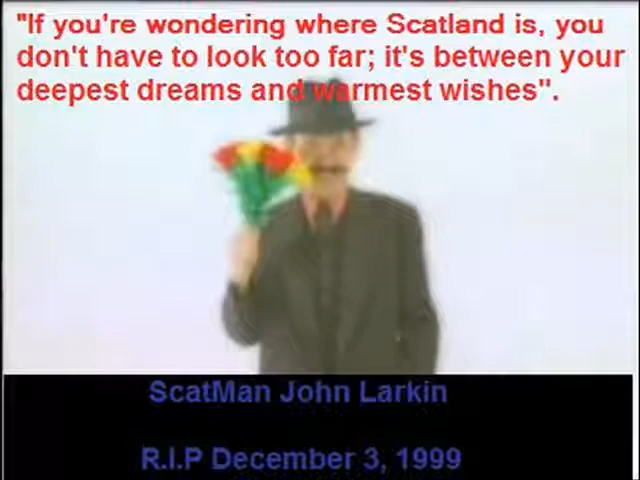 "If you're wondering where Scatland is, you
don't have to look too far; it's between your
deepest dreams and warmest wishes".
ScatMan John Larkin
R.I.P December 3, 1999